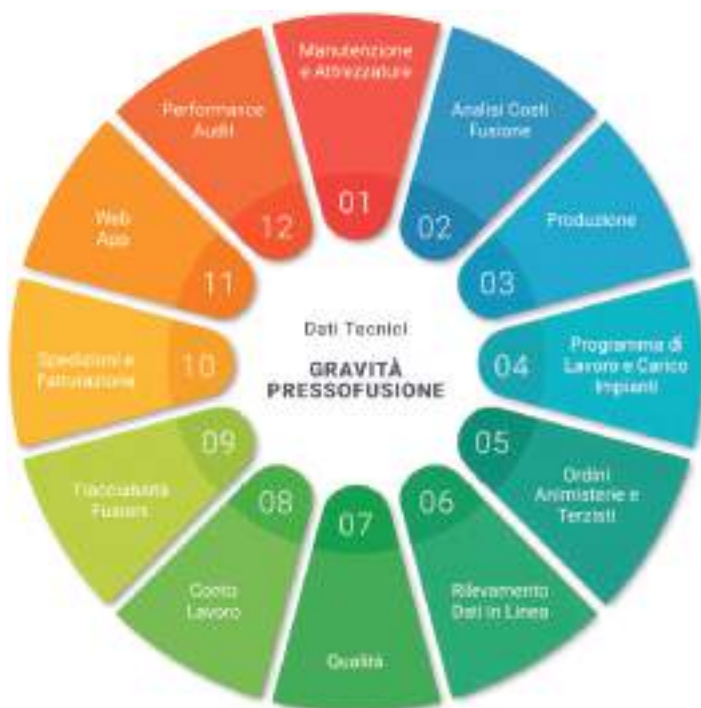 Dati Tecnici
GRAVITÀ
PRESSOFUSIONE
01
Manutenzione
e Attrezzature
02
Analisi Costi
Fusione
03
Produzione
04
Programma di
Lavoro e Carico
Impianti
05
Ordini
Animisterie e
Terzisti
06
Rilevamento
Dati In Linea
07
Qualità
08
Conto
Lavoro
09
Tracciabilità
Fusioni
10
Spedizioni e
Fatturazione
11
Web
App
12
Performance
Audit